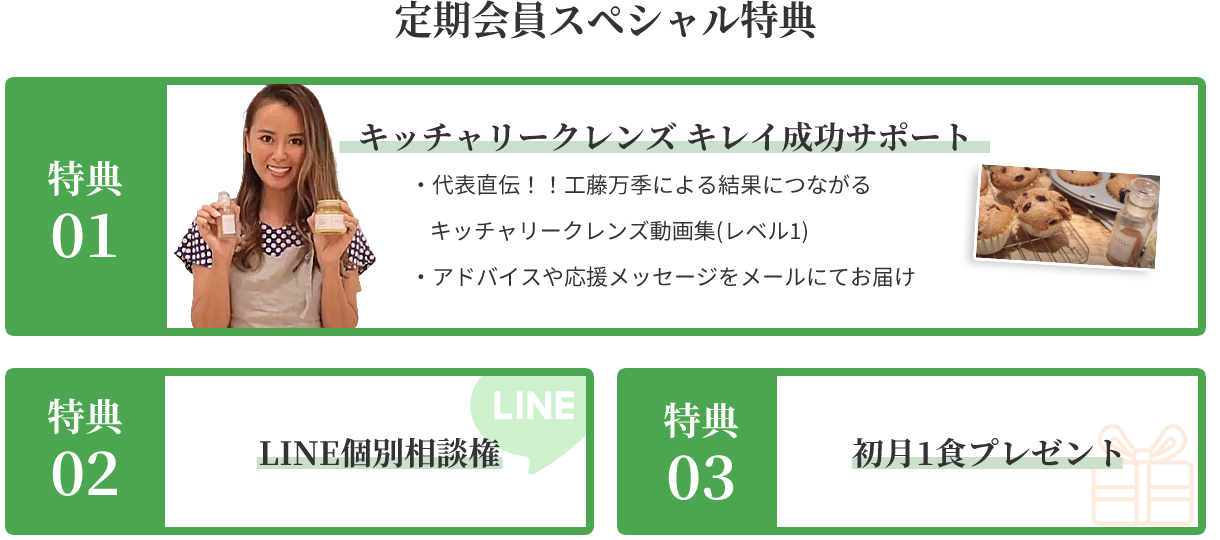 定期会員スペシャル特典
特典
01
キッチャリークレンズ キレイ成功サポート
・代表直伝！！工藤万季による結果につながる
キッチャリークレンズ動画集(レベル1)
・アドバイスや応援メッセージをメールにてお届け
特典
02
LINE
LINE個別相談権
特典
03
初月1食プレゼント